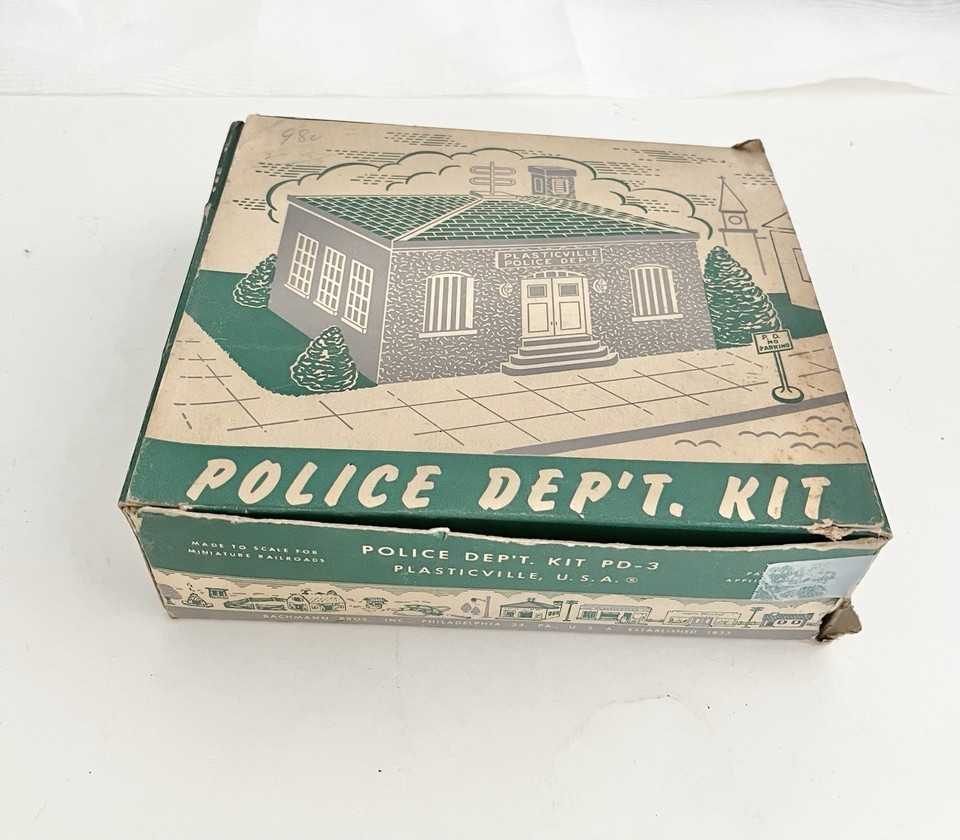 98c
PLASTICVILLE
POLICE DEPT.
P. D.
NO
PARKING
POLICE DEP'T. KIT
MADE TO SCALE FOR
MINIATURE RAILROADS
POLICE DEP'T. KIT PD-3
PLASTICVILLE, U.S.A.®
BACHMANN BROS. INC. PHILADELPHIA 24, PA. U.S.A. ESTABLISHED 1833